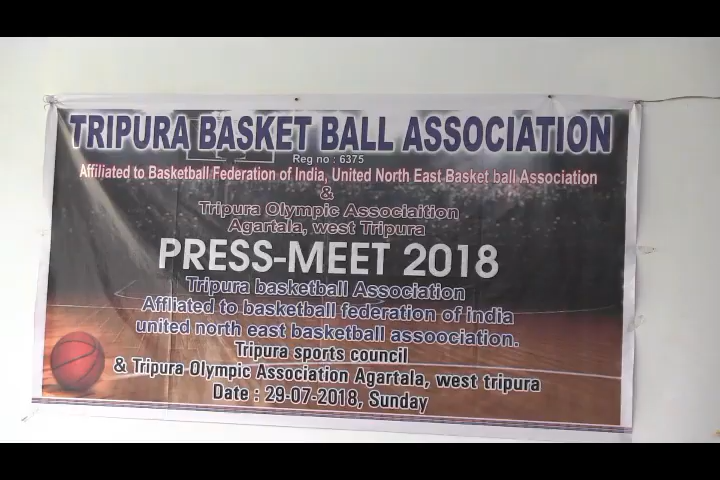 TRIPURA BASKET BALL ASSOCIATION
Reg no : 6375
Affiliated to Basketball Federation of India, United North East Basket ball Association
&
Tripura Olympic Associaition
Agartala, west Tripura
PRESS-MEET 2018
Tripura basketball Association
Affliated to basketball federation of india
united north east basketball assoociation.
Tripura sports council
& Tripura Olympic Association Agartala, west tripura
Date : 29-07-2018, Sunday